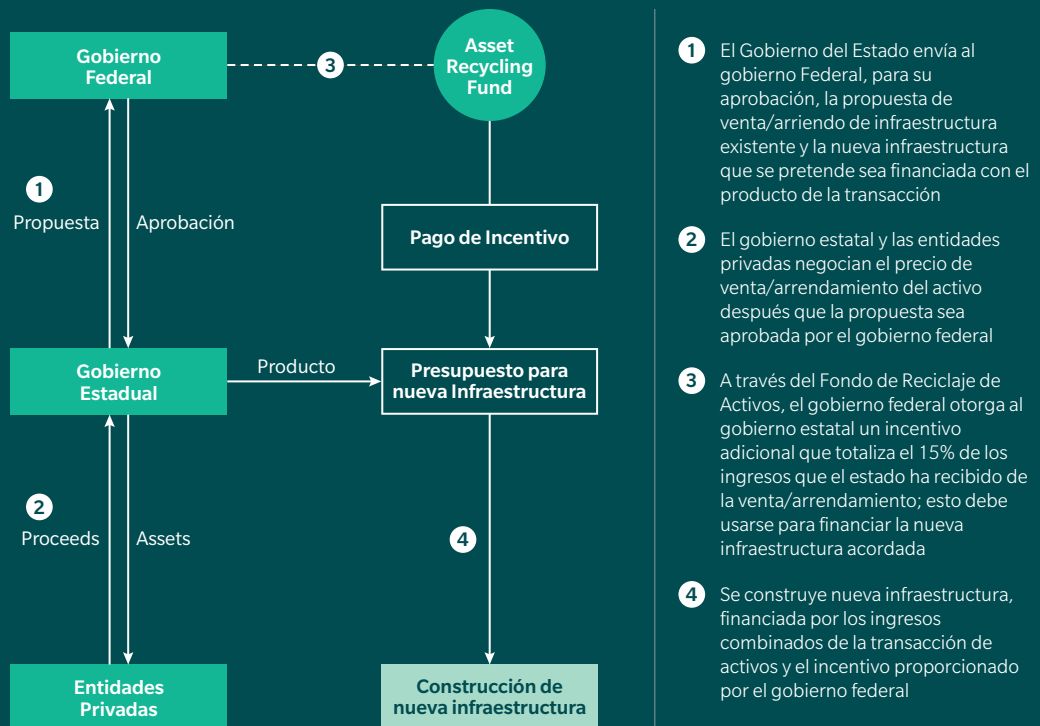 Gobierno
Federal
3
Asset
Recycling
Fund
1
Propuesta
Aprobación
Pago de Incentivo
Gobierno
Estadual
Producto
Presupuesto para
nueva Infraestructura
2
Proceeds
Assets
4
Entidades
Privadas
Construcción de
nueva infraestructura
1 El Gobierno del Estado envía al
gobierno Federal, para su
aprobación, la propuesta de
venta/arriendo de infraestructura
existente y la nueva infraestructura
que se pretende sea financiada con el
producto de la transacción
2 El gobierno estatal y las entidades
privadas negocian el precio de
venta/arrendamiento del activo
después que la propuesta sea
aprobada por el gobierno federal
3 A través del Fondo de Reciclaje de
Activos, el gobierno federal otorga al
gobierno estatal un incentivo
adicional que totaliza el 15% de los
ingresos que el estado ha recibido de
la venta/arrendamiento; esto debe
usarse para financiar la nueva
infraestructura acordada
4 Se construye nueva infraestructura,
financiada por los ingresos
combinados de la transacción de
activos y el incentivo proporcionado
por el gobierno federal